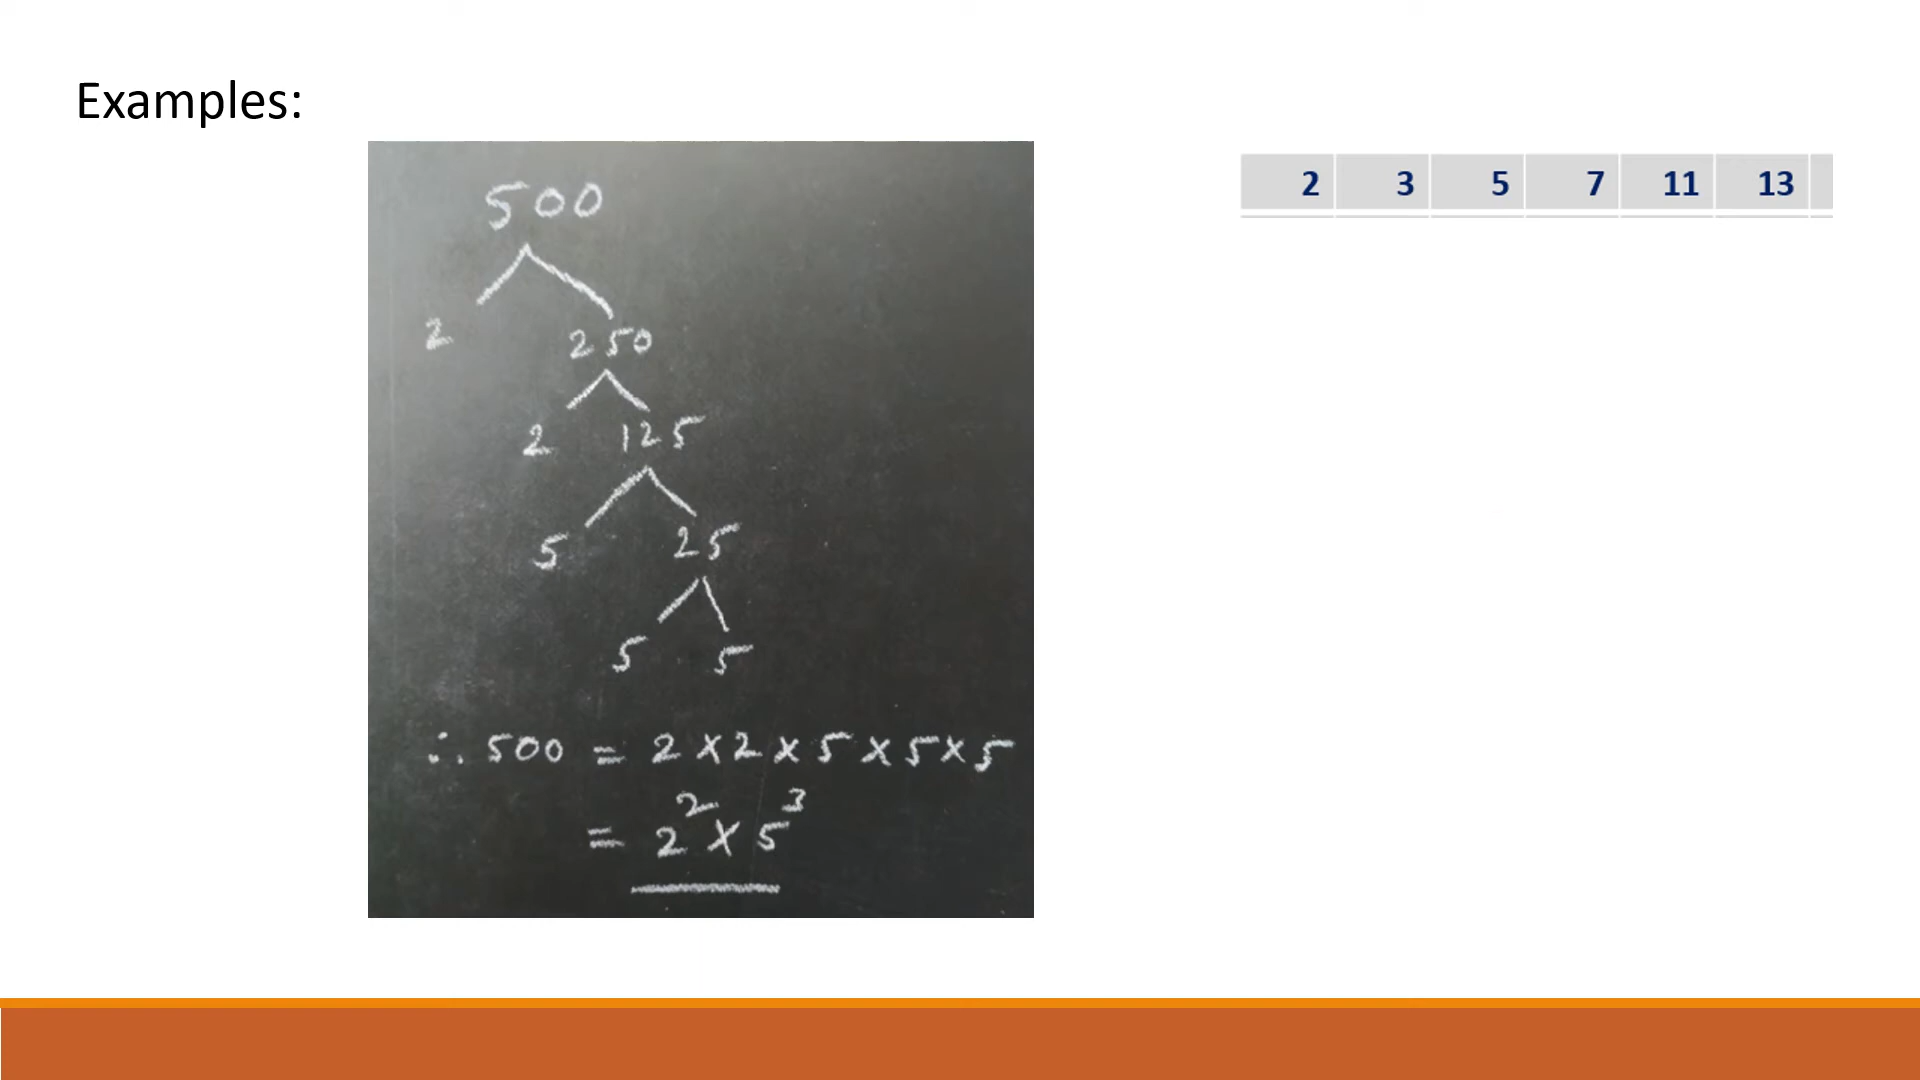 Examples:
500
2 250
2 125
5 25
5 5
∴ 500 = 2 × 2 × 5 × 5 × 5
= 2² × 5³
2 3 5 7 11 13